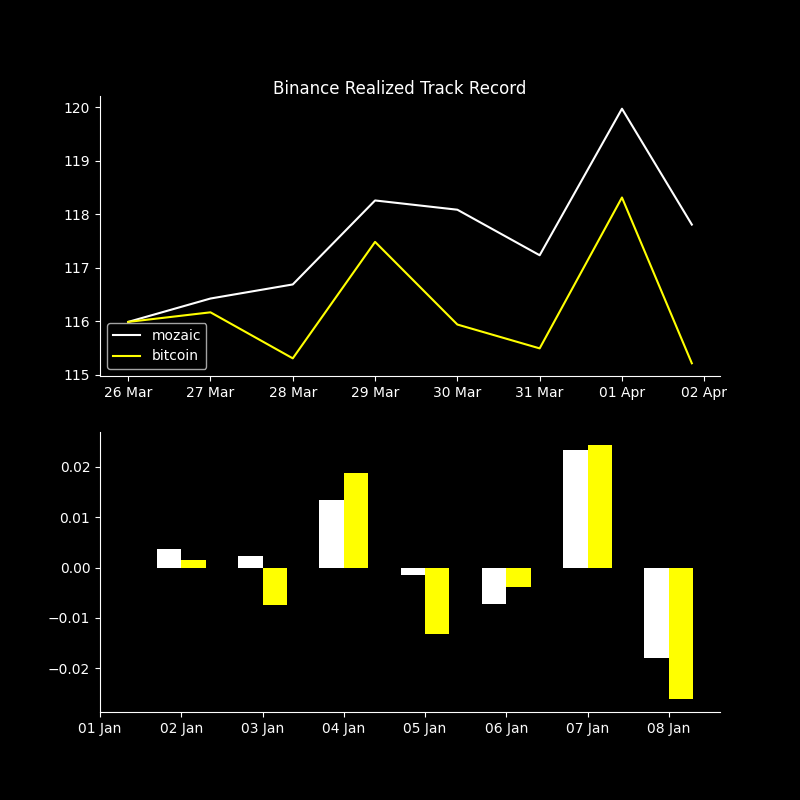 Binance Realized Track Record
120
119
118
117
116
115
mozaic
bitcoin
26 Mar 27 Mar 28 Mar 29 Mar 30 Mar 31 Mar 01 Apr 02 Apr
0.02
0.01
0.00
−0.01
−0.02
01 Jan 02 Jan 03 Jan 04 Jan 05 Jan 06 Jan 07 Jan 08 Jan